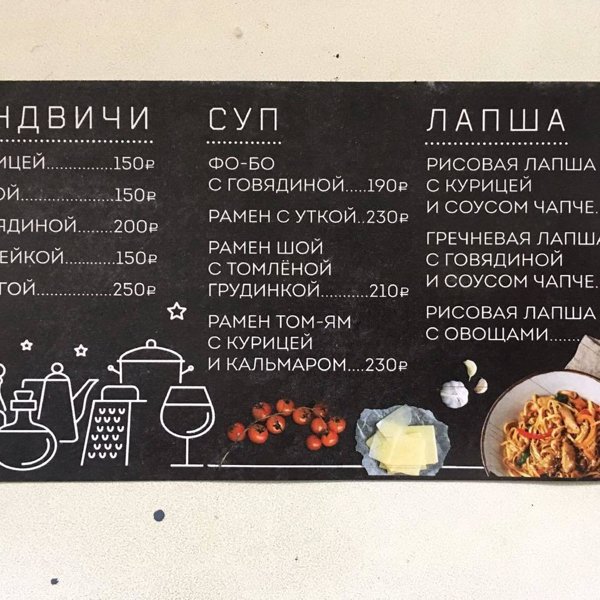 НДВИЧИ
ИЦЕЙ...............150₽
ОЙ.....................150₽
ЯДИНОЙ.........200₽
ЕЙКОЙ.............150₽
ГОЙ..................250₽
СУП
ФО-БО
С ГОВЯДИНОЙ.....190₽
РАМЕН С УТКОЙ..230₽
РАМЕН ШОЙ
С ТОМЛЁНОЙ
ГРУДИНКОЙ.........210₽
РАМЕН ТОМ-ЯМ
С КУРИЦЕЙ
И КАЛЬМАРОМ....230₽
ЛАПША
РИСОВАЯ ЛАПША
С КУРИЦЕЙ
И СОУСОМ ЧАПЧЕ.
ГРЕЧНЕВАЯ ЛАПША
С ГОВЯДИНОЙ
И СОУСОМ ЧАПЧЕ.
РИСОВАЯ ЛАПША
С ОВОЩАМИ.......